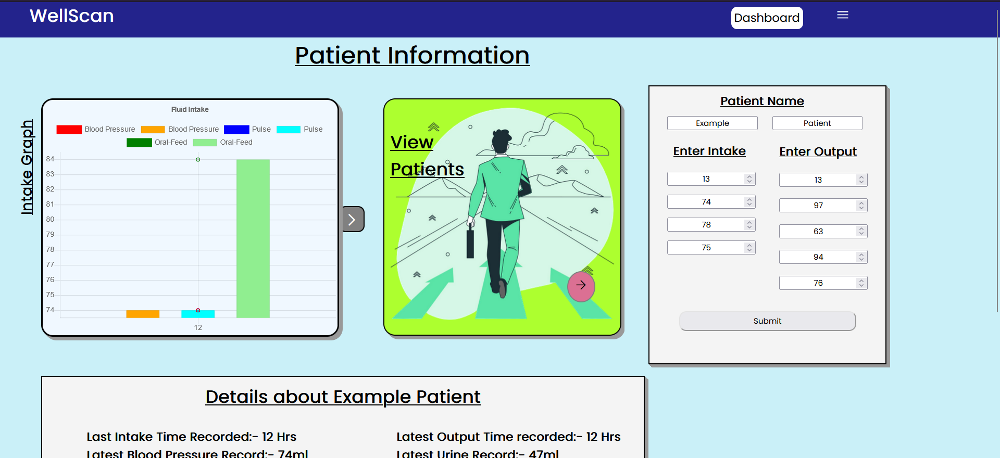 WellScan
Dashboard
Patient Information
Intake Graph
Fluid Intake
Blood Pressure Blood Pressure Pulse Pulse
Oral-Feed Oral-Feed
84
83
82
81
80
79
78
77
76
75
74
12
View
Patients
Patient Name
Example Patient
Enter Intake Enter Output
13 13
74 97
78 63
75 94
76
Submit
Details about Example Patient
Last Intake Time Recorded:- 12 Hrs
Latest Output Time recorded:- 12 Hrs
Latest Blood Pressure Record:- 74ml
Latest Urine Record:- 47ml